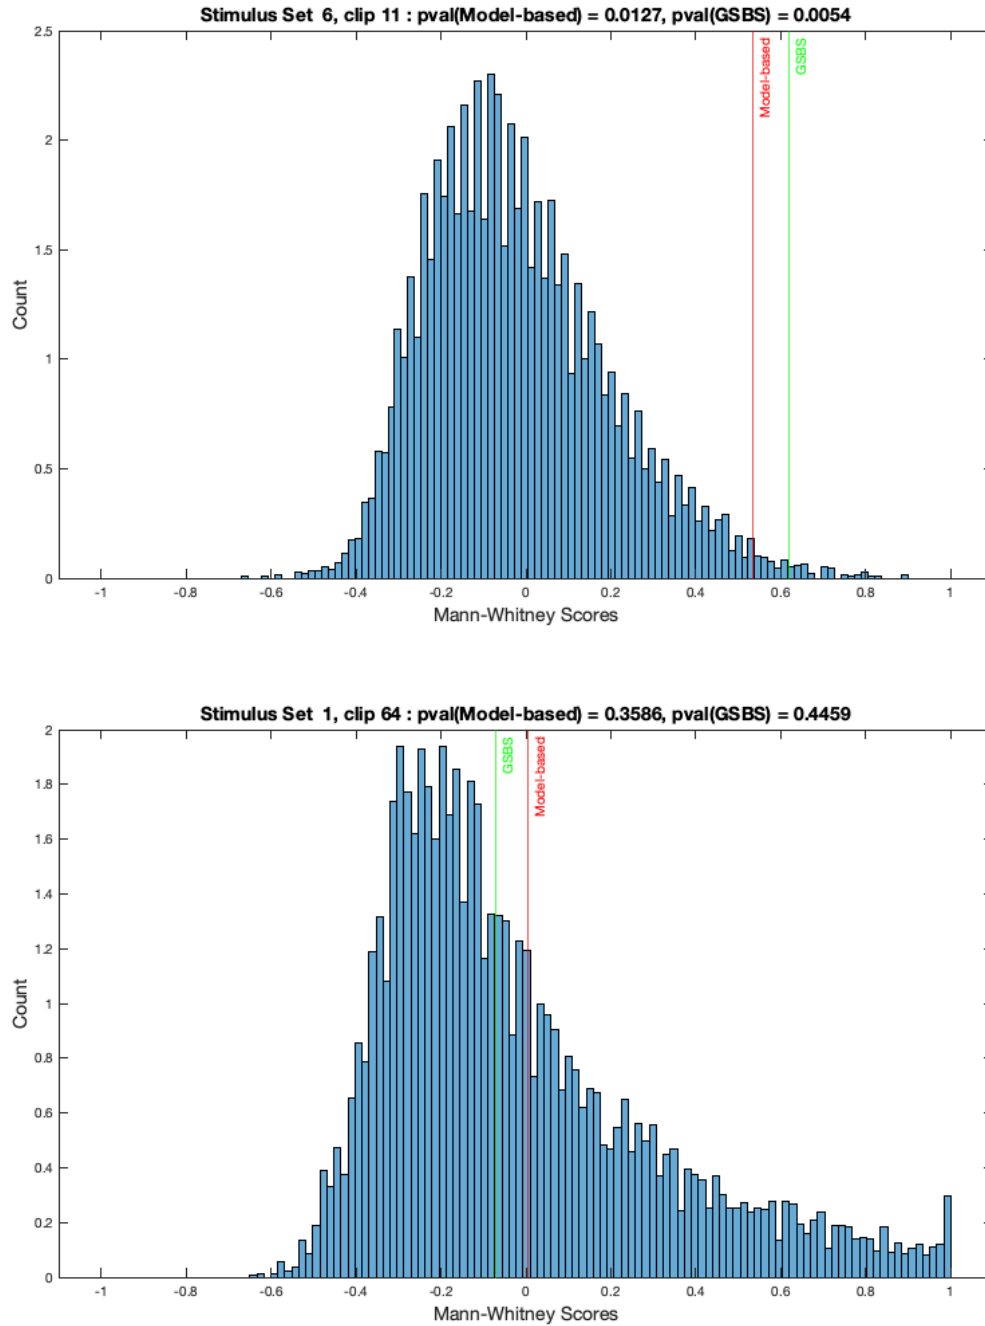 Stimulus Set 6, clip 11 : pval(Model-based) = 0.0127, pval(GSBS) = 0.0054
2.5
2
1.5
1
0.5
0
Count
Model-based
GSBS
-1 -0.8 -0.6 -0.4 -0.2 0 0.2 0.4 0.6 0.8 1
Mann-Whitney Scores
Stimulus Set 1, clip 64 : pval(Model-based) = 0.3586, pval(GSBS) = 0.4459
2
1.8
1.6
1.4
1.2
1
0.8
0.6
0.4
0.2
0
Count
GSBS
Model-based
-1 -0.8 -0.6 -0.4 -0.2 0 0.2 0.4 0.6 0.8 1
Mann-Whitney Scores